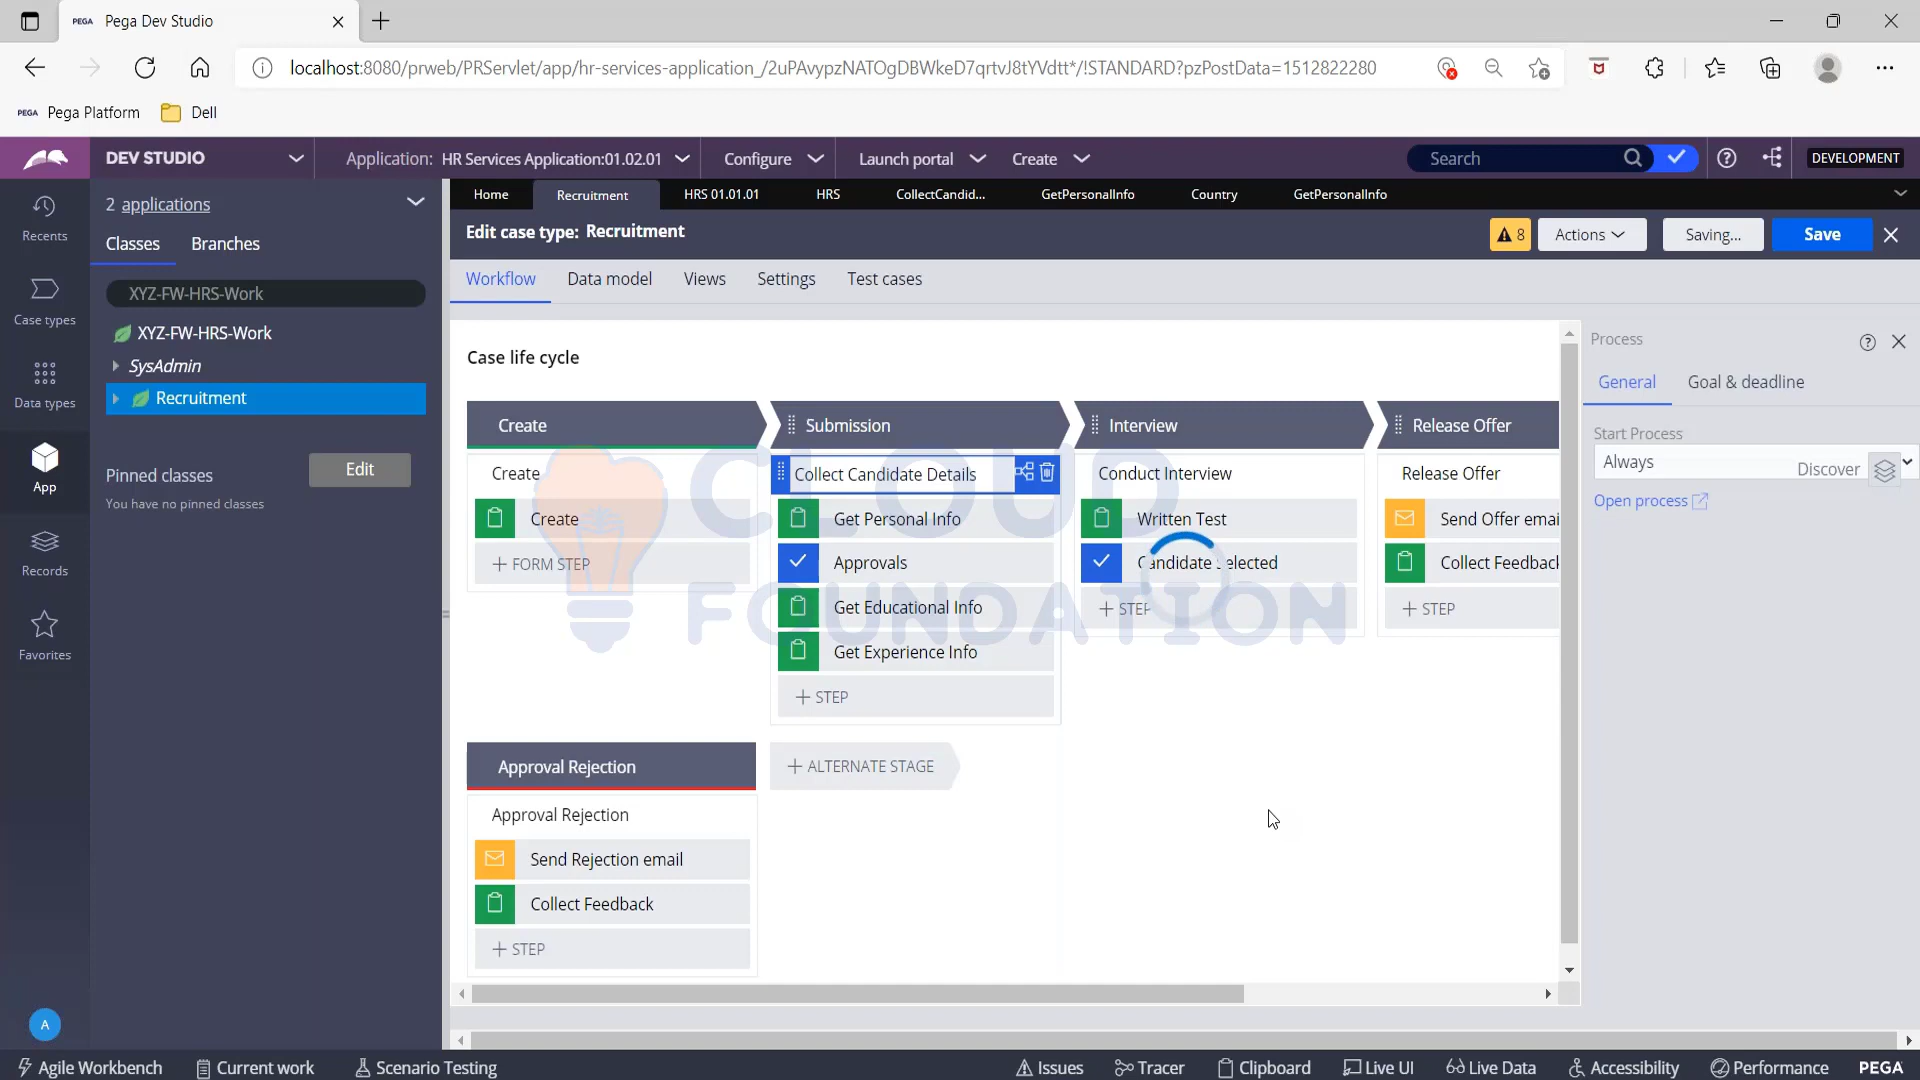 PEGA Pega Dev Studio
localhost:8080/prweb/PRServlet/app/hr-services-application_/2uPAvypzNATOgDBWkeD7qrtvJ8tYVdtt*/!STANDARD?pzPostData=1512822280
PEGA Pega Platform Dell
DEV STUDIO Application: HR Services Application:01.02.01 Configure Launch portal Create Search DEVELOPMENT
Home Recruitment HRS 01.01.01 HRS CollectCandid... GetPersonalInfo Country GetPersonalInfo
Recents
Case types
Data types
App
Records
Favorites
A
2 applications
Classes Branches
XYZ-FW-HRS-Work
XYZ-FW-HRS-Work
SysAdmin
Recruitment
Pinned classes Edit
You have no pinned classes
Edit case type: Recruitment 8 Actions Saving... Save
Workflow Data model Views Settings Test cases
Case life cycle
Create Submission Interview Release Offer
Create
Create
+ FORM STEP
Collect Candidate Details
Get Personal Info
Approvals
Get Educational Info
Get Experience Info
+ STEP
Conduct Interview
Written Test
Candidate Selected
+ STEP
Release Offer
Send Offer emai
Collect Feedback
+ STEP
CLOUD
FOUNDATION
Approval Rejection + ALTERNATE STAGE
Approval Rejection
Send Rejection email
Collect Feedback
+ STEP
Process
General Goal & deadline
Start Process
Always Discover
Open process
Agile Workbench Current work Scenario Testing Issues Tracer Clipboard Live UI Live Data Accessibility Performance PEGA